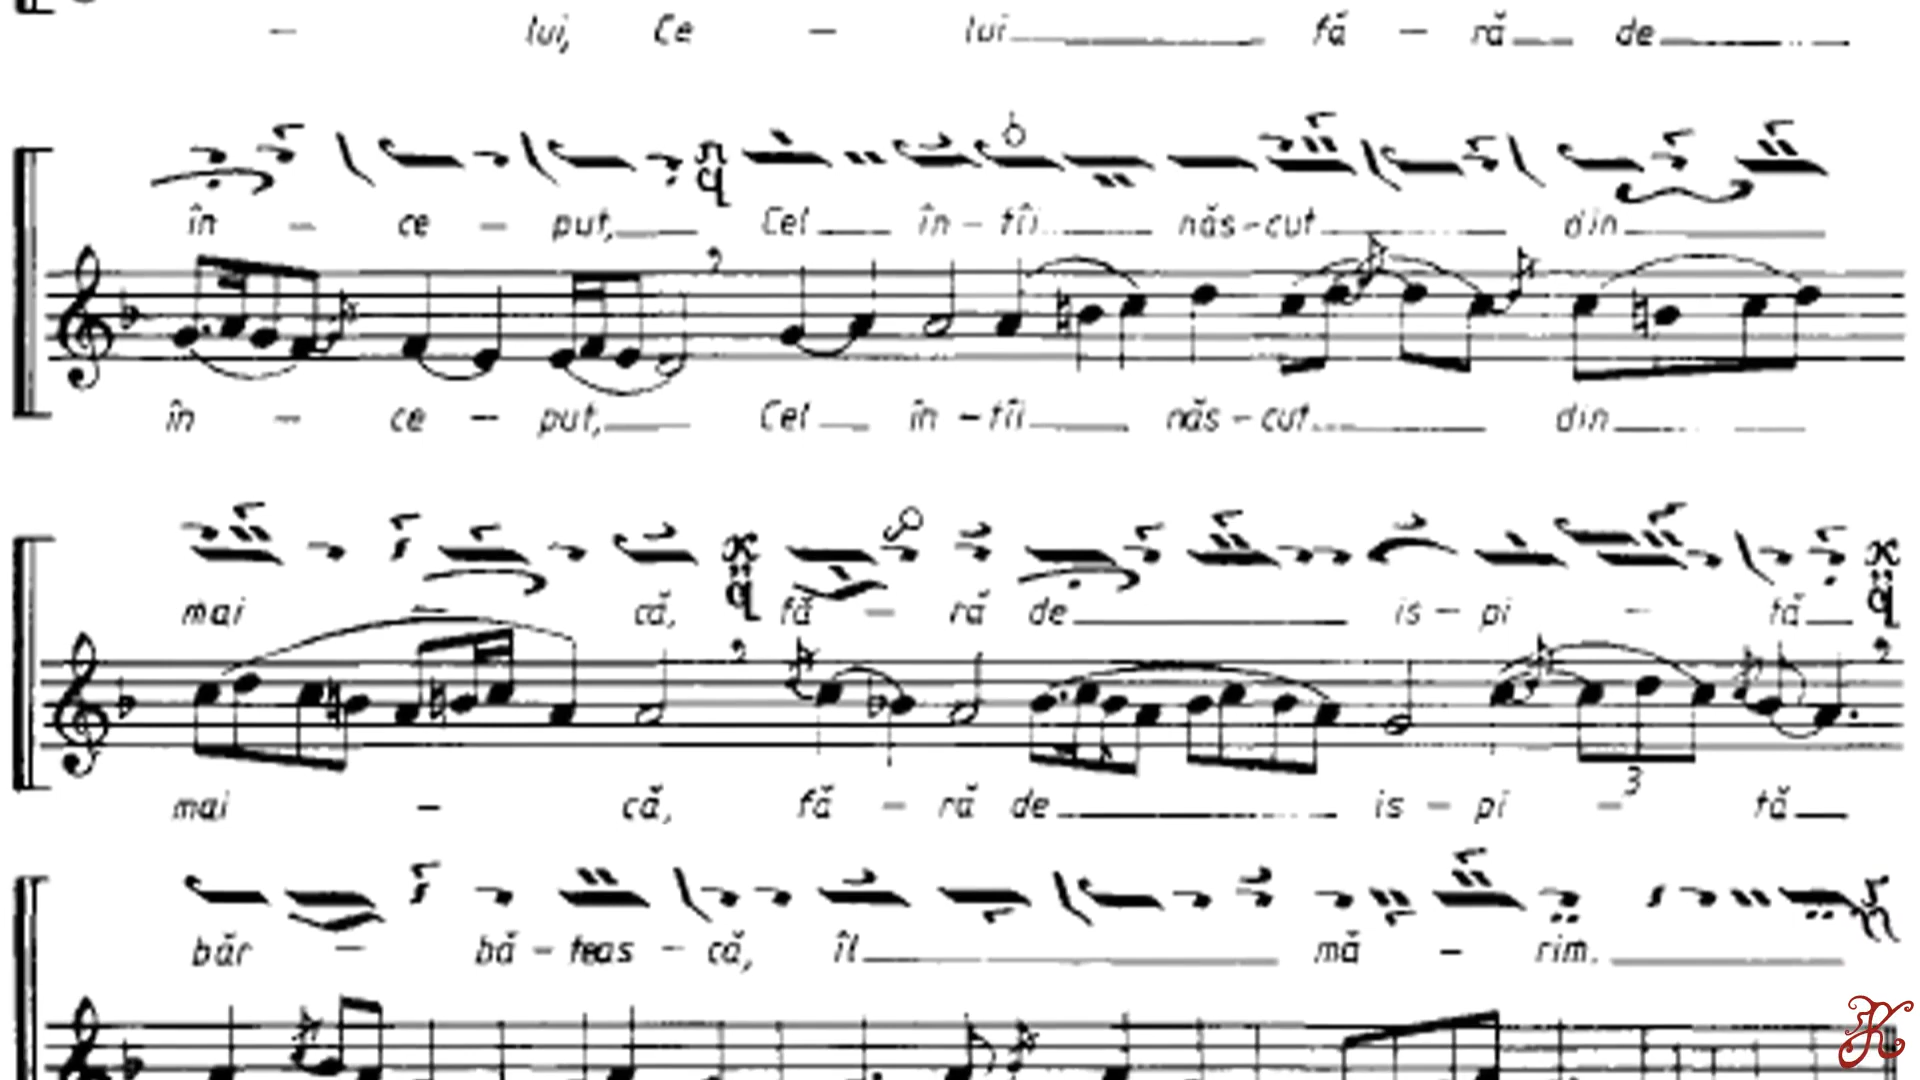 – lui, Ce – lui fă – ră de
în – ce – put, Cel în – tîi năs – cut din
în – ce – put, Cel în – tîi năs – cut din
mai – că, fă – ră de is – pi – tă
3
mai – că, fă – ră de is – pi – tă
băr – bă – teas – că, îl mă – rim.